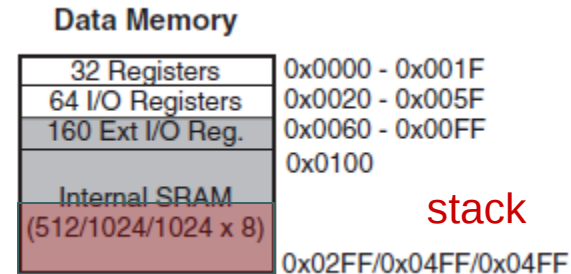 Data Memory
32 Registers 0x0000 - 0x001F
64 I/O Registers 0x0020 - 0x005F
160 Ext I/O Reg. 0x0060 - 0x00FF
0x0100
Internal SRAM
stack
(512/1024/1024 x 8)
0x02FF/0x04FF/0x04FF